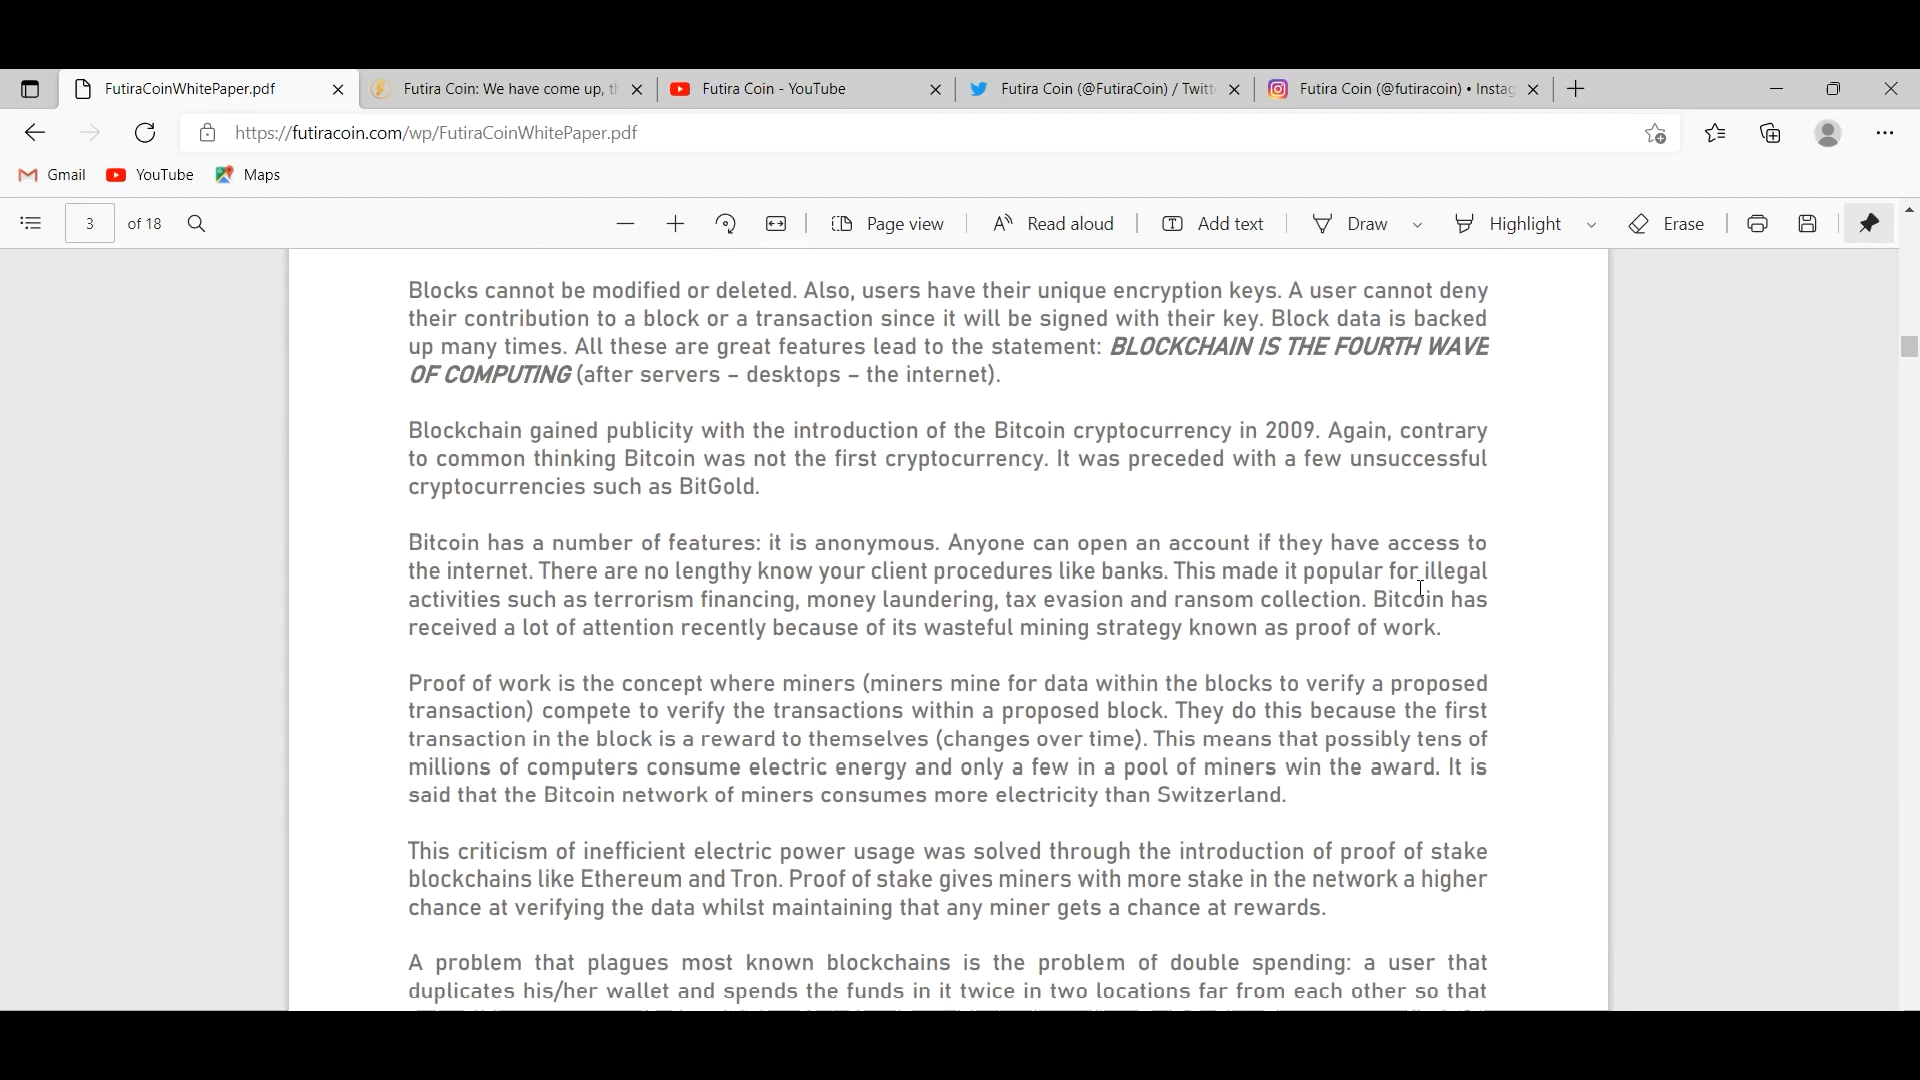 FutiraCoinWhitePaper.pdf
Futira Coin: We have come up, th
Futira Coin - YouTube
Futira Coin (@FutiraCoin) / Twitt
Futira Coin (@futiracoin) • Instag
https://futiracoin.com/wp/FutiraCoinWhitePaper.pdf
Gmail YouTube Maps
3 of 18 Page view Read aloud Add text Draw Highlight Erase
Blocks cannot be modified or deleted. Also, users have their unique encryption keys. A user cannot deny
their contribution to a block or a transaction since it will be signed with their key. Block data is backed
up many times. All these are great features lead to the statement: BLOCKCHAIN IS THE FOURTH WAVE
OF COMPUTING (after servers – desktops – the internet).
Blockchain gained publicity with the introduction of the Bitcoin cryptocurrency in 2009. Again, contrary
to common thinking Bitcoin was not the first cryptocurrency. It was preceded with a few unsuccessful
cryptocurrencies such as BitGold.
Bitcoin has a number of features: it is anonymous. Anyone can open an account if they have access to
the internet. There are no lengthy know your client procedures like banks. This made it popular for illegal
activities such as terrorism financing, money laundering, tax evasion and ransom collection. Bitcoin has
received a lot of attention recently because of its wasteful mining strategy known as proof of work.
Proof of work is the concept where miners (miners mine for data within the blocks to verify a proposed
transaction) compete to verify the transactions within a proposed block. They do this because the first
transaction in the block is a reward to themselves (changes over time). This means that possibly tens of
millions of computers consume electric energy and only a few in a pool of miners win the award. It is
said that the Bitcoin network of miners consumes more electricity than Switzerland.
This criticism of inefficient electric power usage was solved through the introduction of proof of stake
blockchains like Ethereum and Tron. Proof of stake gives miners with more stake in the network a higher
chance at verifying the data whilst maintaining that any miner gets a chance at rewards.
A problem that plagues most known blockchains is the problem of double spending: a user that
duplicates his/her wallet and spends the funds in it twice in two locations far from each other so that